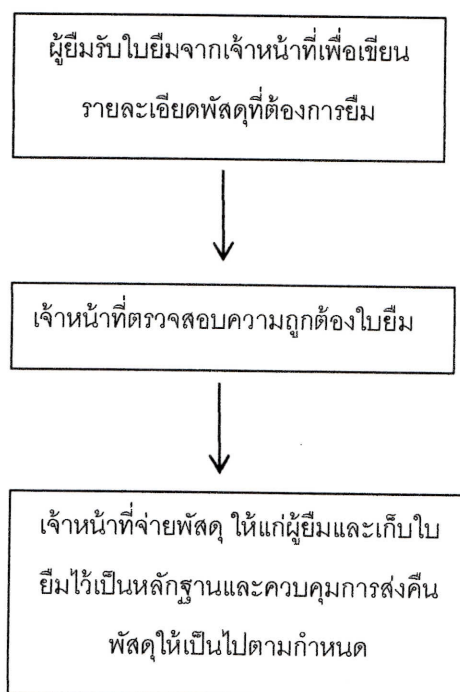 ผู้ยืมรับใบยืมจากเจ้าหน้าที่เพื่อเขียน
รายละเอียดพัสดุที่ต้องการยืม
เจ้าหน้าที่ตรวจสอบความถูกต้องใบยืม
เจ้าหน้าที่จ่ายพัสดุ ให้แก่ผู้ยืมและเก็บใบ
ยืมไว้เป็นหลักฐานและควบคุมการส่งคืน
พัสดุให้เป็นไปตามกำหนด